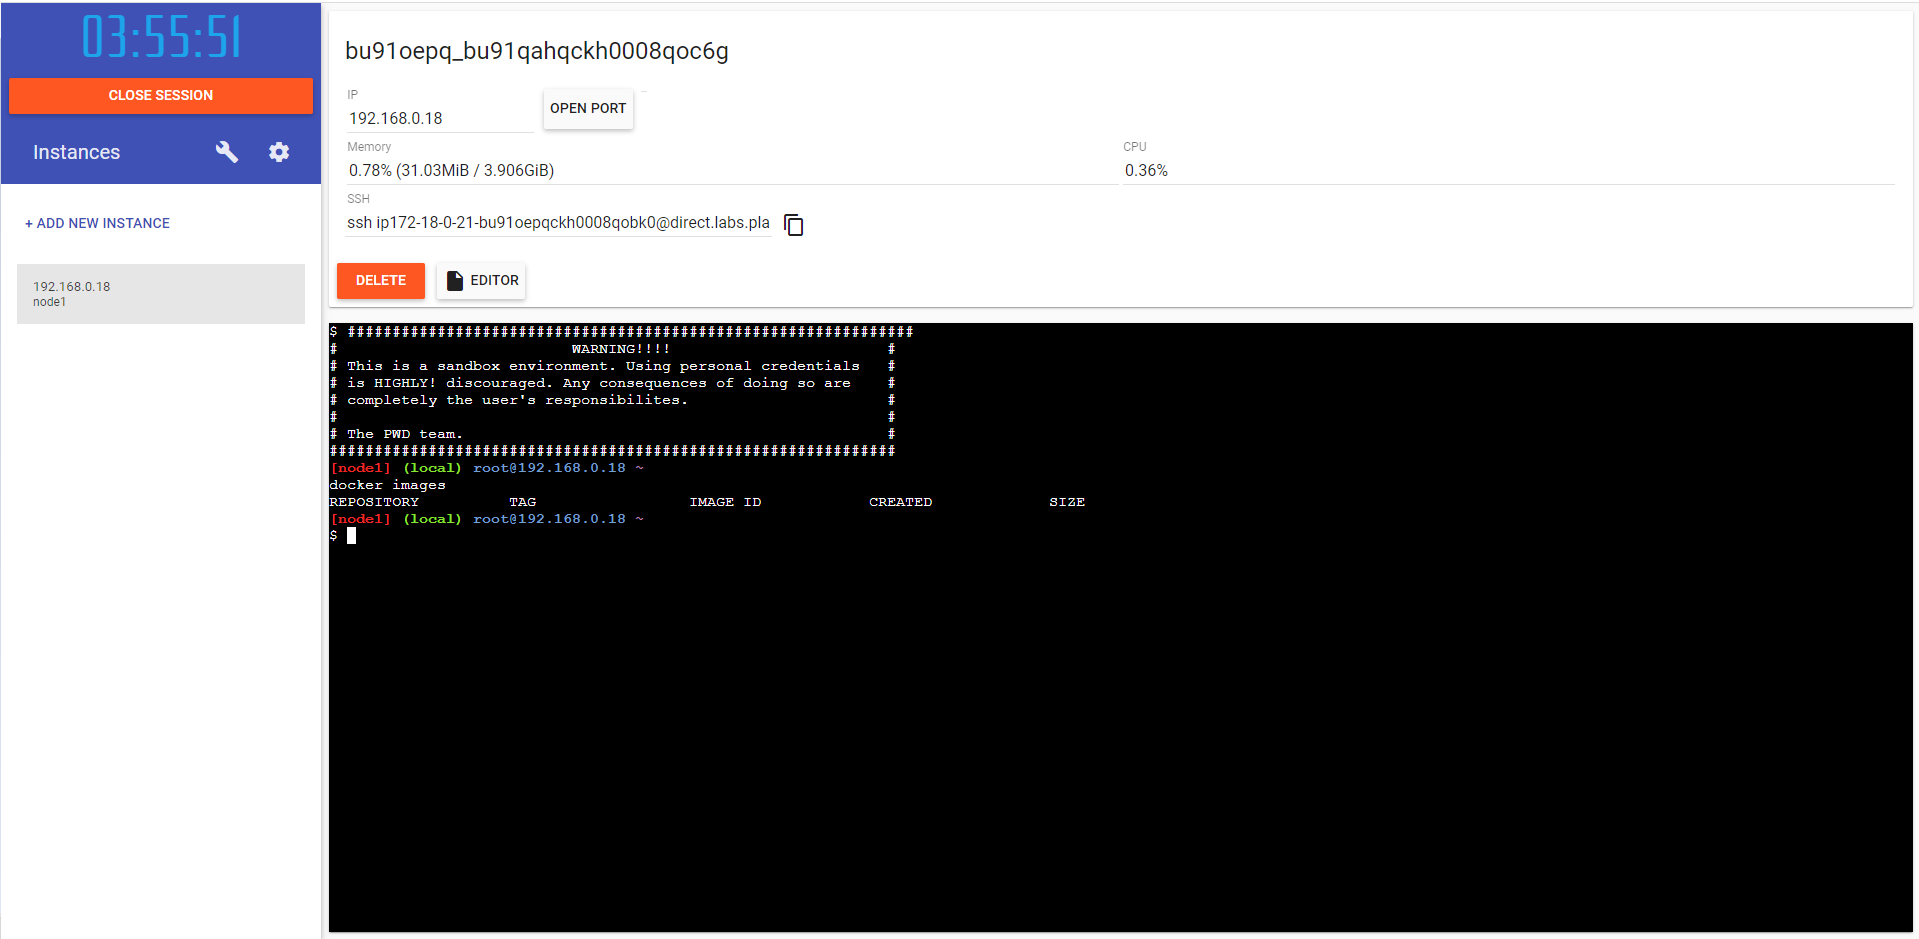 03:55:51
CLOSE SESSION
Instances
+ ADD NEW INSTANCE
192.168.0.18
node1
bu91oepq_bu91qahqckh0008qoc6g
IP
192.168.0.18
OPEN PORT
Memory
0.78% (31.03MiB / 3.906GiB)
CPU
0.36%
SSH
ssh ip172-18-0-21-bu91oepqckh0008qobk0@direct.labs.pla
DELETE
EDITOR
$ ###############################################################
# WARNING!!!! #
# This is a sandbox environment. Using personal credentials #
# is HIGHLY! discouraged. Any consequences of doing so are #
# completely the user's responsibilites. #
# #
# The PWD team. #
###############################################################
[node1] (local) root@192.168.0.18 ~
docker images
REPOSITORY TAG IMAGE ID CREATED SIZE
[node1] (local) root@192.168.0.18 ~
$